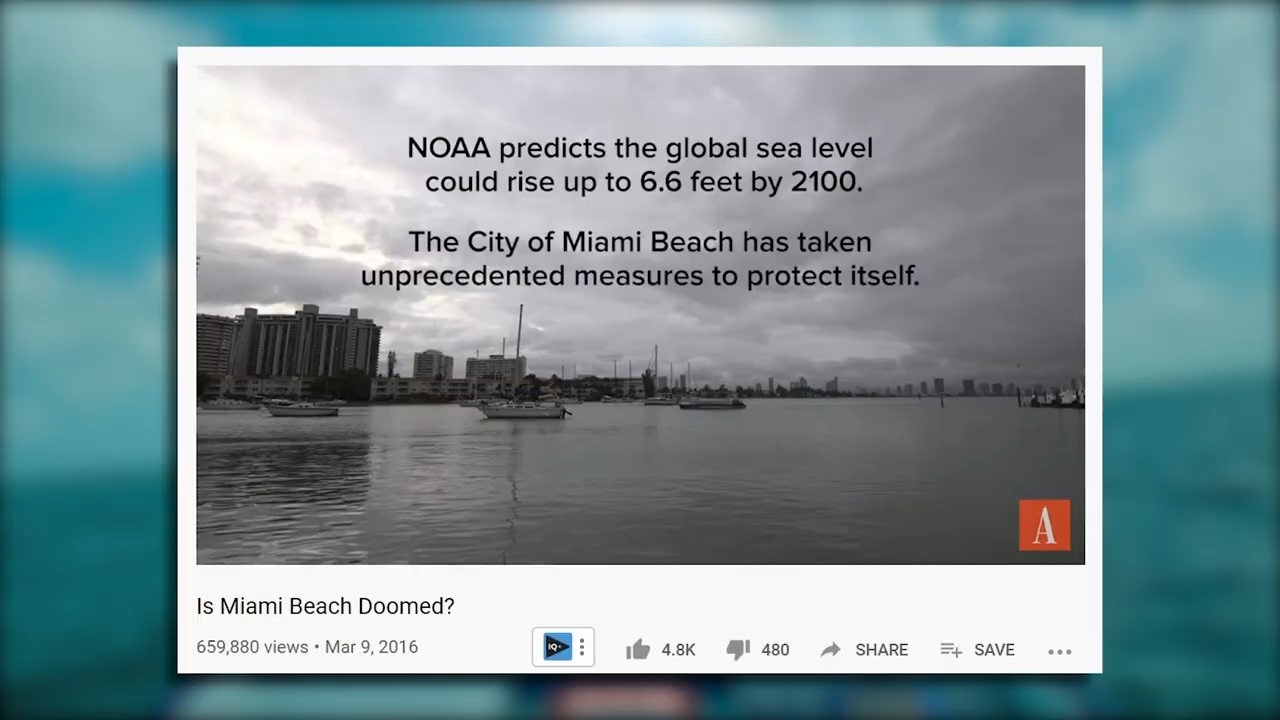 NOAA predicts the global sea level
could rise up to 6.6 feet by 2100.
The City of Miami Beach has taken
unprecedented measures to protect itself.
A
Is Miami Beach Doomed?
659,880 views • Mar 9, 2016
IQ
4.8K
480
SHARE
SAVE